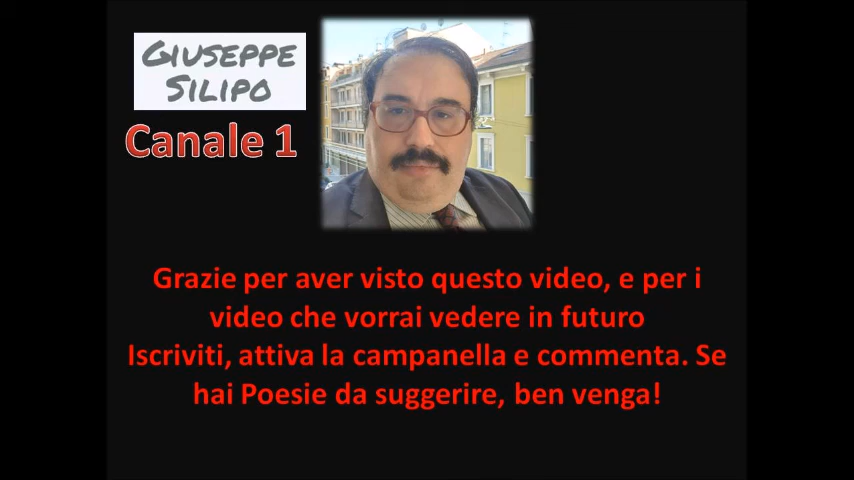 GIUSEPPE
SILIPO
Canale 1
Grazie per aver visto questo video, e per i
video che vorrai vedere in futuro
Iscriviti, attiva la campanella e commenta. Se
hai Poesie da suggerire, ben venga!